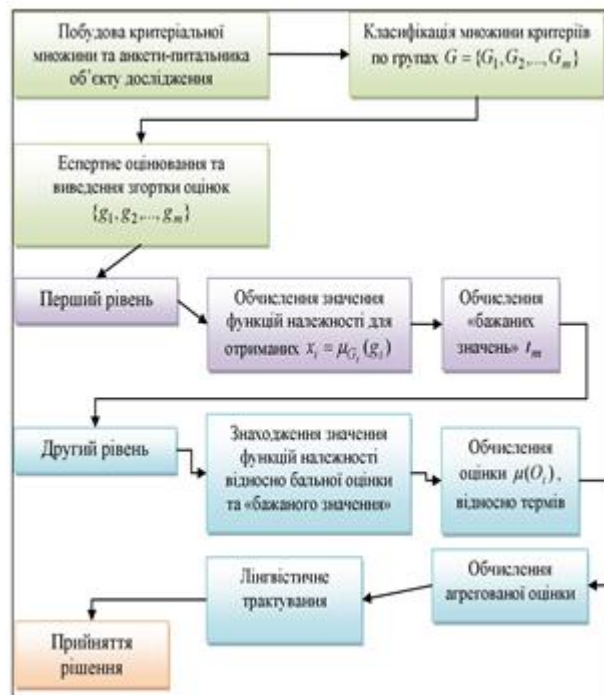 Побудова критеріальної
множини та анкети-питальника
об’єкту дослідження
Класифікація множини критеріїв
по групах G = {G₁, G₂,..., Gₘ}
Еспертне оцінювання та
виведення згортки оцінок
{g₁, g₂,..., gₘ}
Перший рівень
Обчислення значення
функцій належності для
отриманих xᵢ = μ_Gᵢ(gᵢ)
Обчислення
«бажаних
значень» tₘ
Другий рівень
Знаходження значення
функцій належності
відносно бальної оцінки
та «бажаного значення»
Обчислення
оцінки μ(Oᵢ),
відносно термів
Обчислення
агрегованої оцінки
Лінгвістичне
трактування
Прийняття
рішення